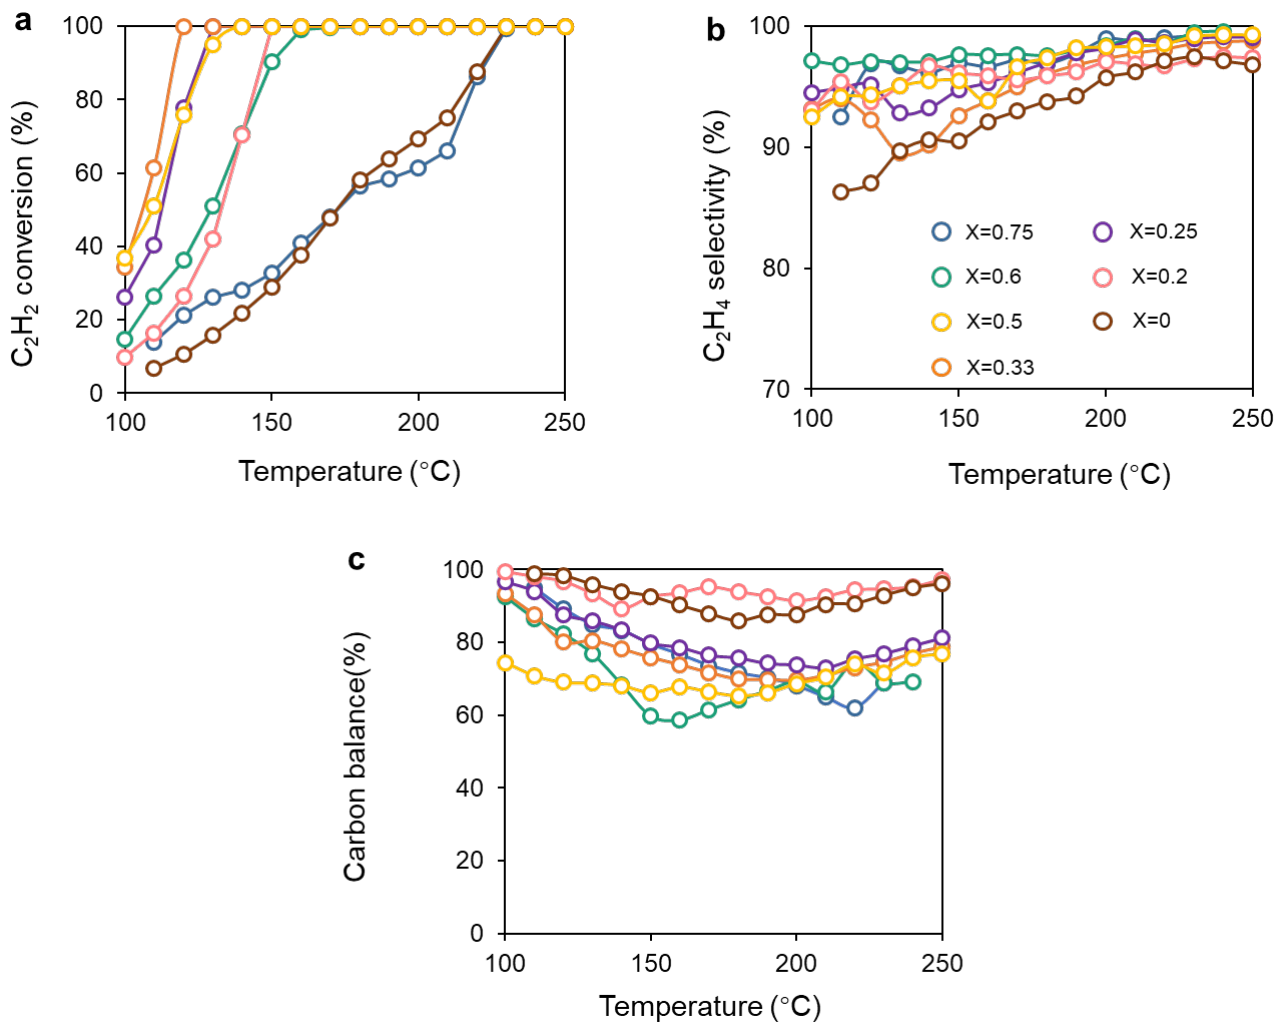 a
100
80
60
40
20
0
C₂H₂ conversion (%)
100
150
200
250
Temperature (°C)
b
100
90
80
70
C₂H₄ selectivity (%)
X=0.75
X=0.6
X=0.5
X=0.33
X=0.25
X=0.2
X=0
100
150
200
250
Temperature (°C)
c
100
80
60
40
20
0
Carbon balance(%)
100
150
200
250
Temperature (°C)